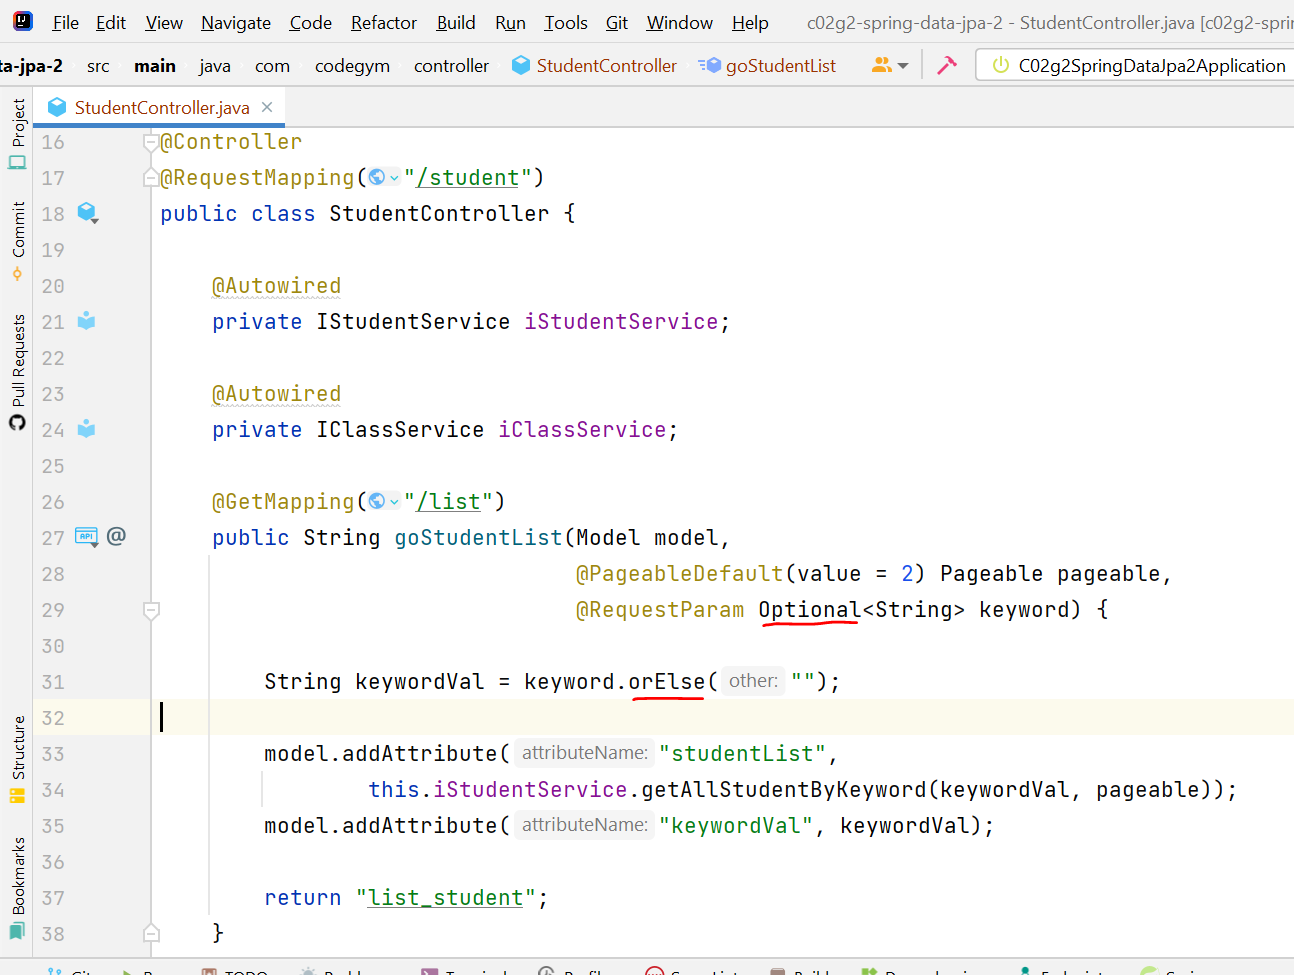 File Edit View Navigate Code Refactor Build Run Tools Git Window Help c02g2-spring-data-jpa-2 - StudentController.java [c02g2-sprin
ta-jpa-2 src main java com codegym controller StudentController goStudentList C02g2SpringDataJpa2Application
StudentController.java
Project
Commit
Pull Requests
Structure
Bookmarks
16 @Controller
17 @RequestMapping("/student")
18 public class StudentController {
19
20 @Autowired
21 private IStudentService iStudentService;
22
23 @Autowired
24 private IClassService iClassService;
25
26 @GetMapping("/list")
27 public String goStudentList(Model model,
28 @PageableDefault(value = 2) Pageable pageable,
29 @RequestParam Optional<String> keyword) {
30
31 String keywordVal = keyword.orElse( other: "");
32
33 model.addAttribute( attributeName: "studentList",
34 this.iStudentService.getAllStudentByKeyword(keywordVal, pageable));
35 model.addAttribute( attributeName: "keywordVal", keywordVal);
36
37 return "list_student";
38 }